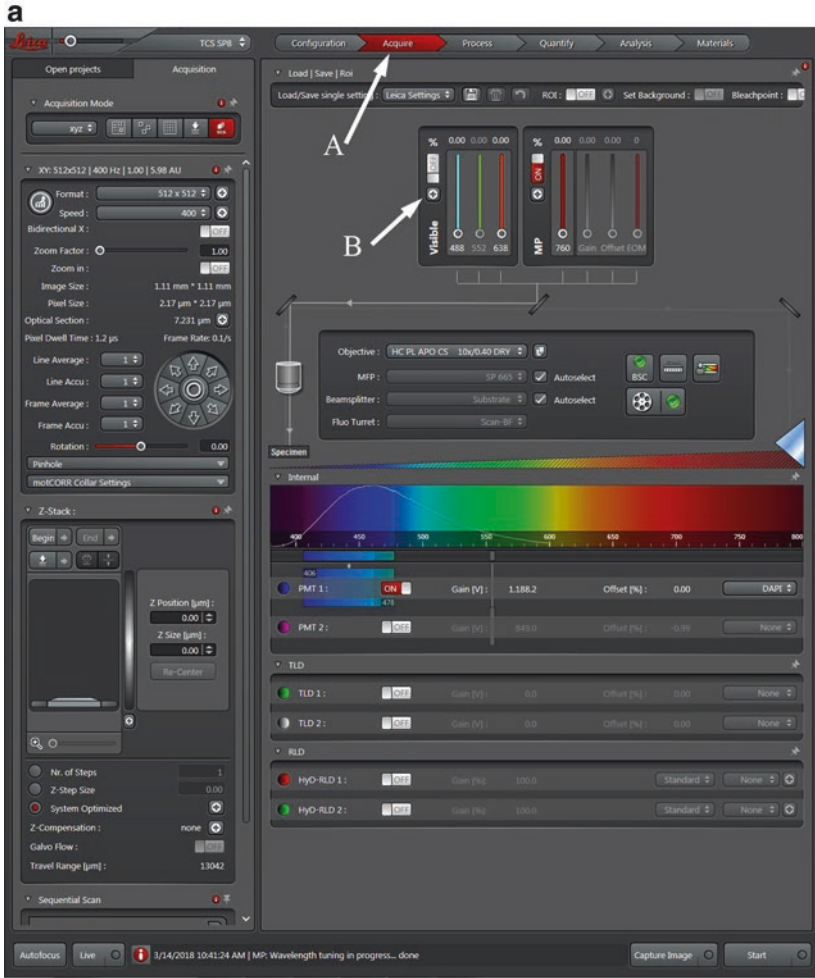 a
Leica
TCS SP8
Configuration Acquire Process Quantify Analysis Materials
Open projects Acquisition
Acquisition Mode
xyz
XY: 512x512 | 400 Hz | 1.00 | 5.98 AU
Format : 512 x 512
Speed : 400
Bidirectional X : OFF
Zoom Factor : 1.00
Zoom in : OFF
Image Size : 1.11 mm * 1.11 mm
Pixel Size : 2.17 µm * 2.17 µm
Optical Section : 7.231 µm
Pixel Dwell Time : 1.2 µs Frame Rate: 0.1/s
Line Average : 1
Line Accu : 1
Frame Average : 1
Frame Accu : 1
Rotation : 0.00
Pinhole
motCORR Collar Settings
Z-Stack :
Begin End
Z Position [µm] :
0.00
Z Size [µm] :
0.00
Re-Center
Nr. of Steps 1
Z-Step Size 0.00
System Optimized
Z-Compensation : none
Galvo Flow : OFF
Travel Range [µm] : 13042
Sequential Scan
Load | Save | Roi
Load/Save single setting : Leica Settings ROI : OFF Set Background : OFF Bleachpoint :
A
B
% 0.00 0.00 0.00
OFF
Visible
488 552 638
% 0.00 0.00 0.00 0
ON
MP
760 Gain Offset EOM
Objective : HC PL APO CS 10x/0.40 DRY
MFP : SP 665 Autoselect
Beamsplitter : Substrate Autoselect
Fluo Turret : Scan-BF
BSC
Specimen
Internal
400 450 500 550 600 650 700 750 800
406
PMT 1 : ON Gain [V] : 1.188.2 Offset [%] : 0.00 DAPI
478
PMT 2 : OFF Gain [V] : 849.0 Offset [%] : -0.99 None
TLD
TLD 1 : OFF Gain [V] : 0.0 Offset [%] : 0.00 None
TLD 2 : OFF Gain [V] : 0.0 Offset [%] : 0.00 None
RLD
HyD-RLD 1 : OFF Gain [%] : 100.0 Standard None
HyD-RLD 2 : OFF Gain [%] : 100.0 Standard None
Autofocus Live 3/14/2018 10:41:24 AM | MP: Wavelength tuning in progress... done Capture Image Start